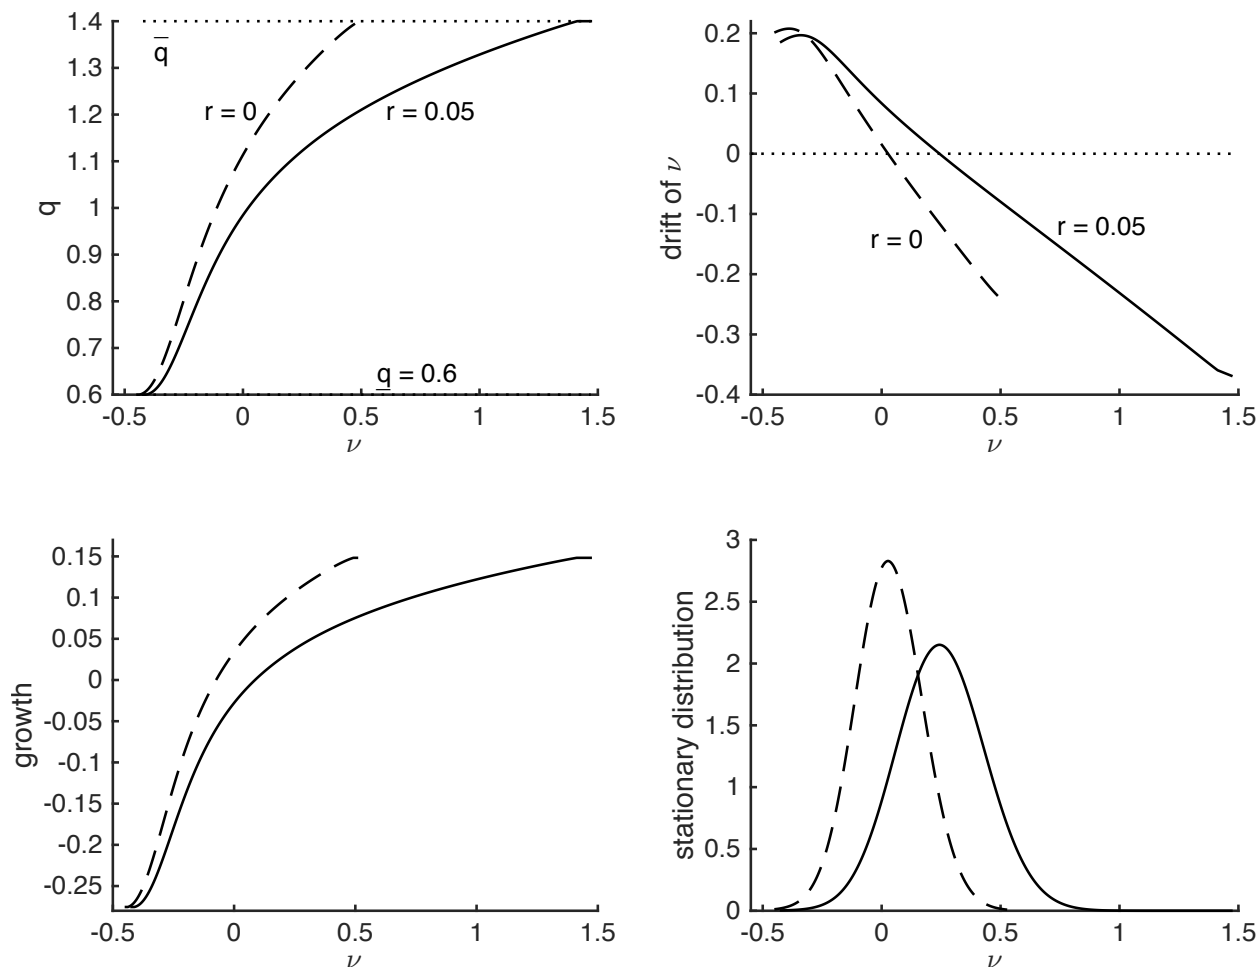 1.4
q̅
1.3
1.2
r = 0
r = 0.05
1.1
q
1
0.9
0.8
0.7
q̲ = 0.6
0.6
-0.5 0 0.5 1 1.5
ν
0.2
0.1
0
drift of ν
-0.1
r = 0.05
r = 0
-0.2
-0.3
-0.4
-0.5 0 0.5 1 1.5
ν
0.15
0.1
0.05
0
growth
-0.05
-0.1
-0.15
-0.2
-0.25
-0.5 0 0.5 1 1.5
ν
3
2.5
2
stationary distribution
1.5
1
0.5
0
-0.5 0 0.5 1 1.5
ν